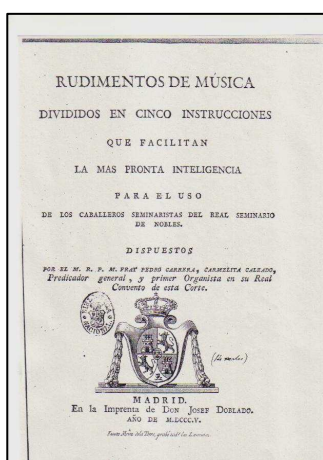 RUDIMENTOS DE MÚSICA
DIVIDIDOS EN CINCO INSTRUCCIONES
QUE FACILITAN
LA MAS PRONTA INTELIGENCIA
PARA EL USO
DE LOS CABALLEROS SEMINARISTAS DEL REAL SEMINARIO
DE NOBLES.
DISPUESTOS
POR EL M. R. P. M. FRAY PEDRO CARRERA, CARMELITA CALZADO,
Predicador general, y primer Organista en su Real
Convento de esta Corte.
MADRID.
En la Imprenta de DON JOSEF DOBLADO.
AÑO DE M.DCCC.V.